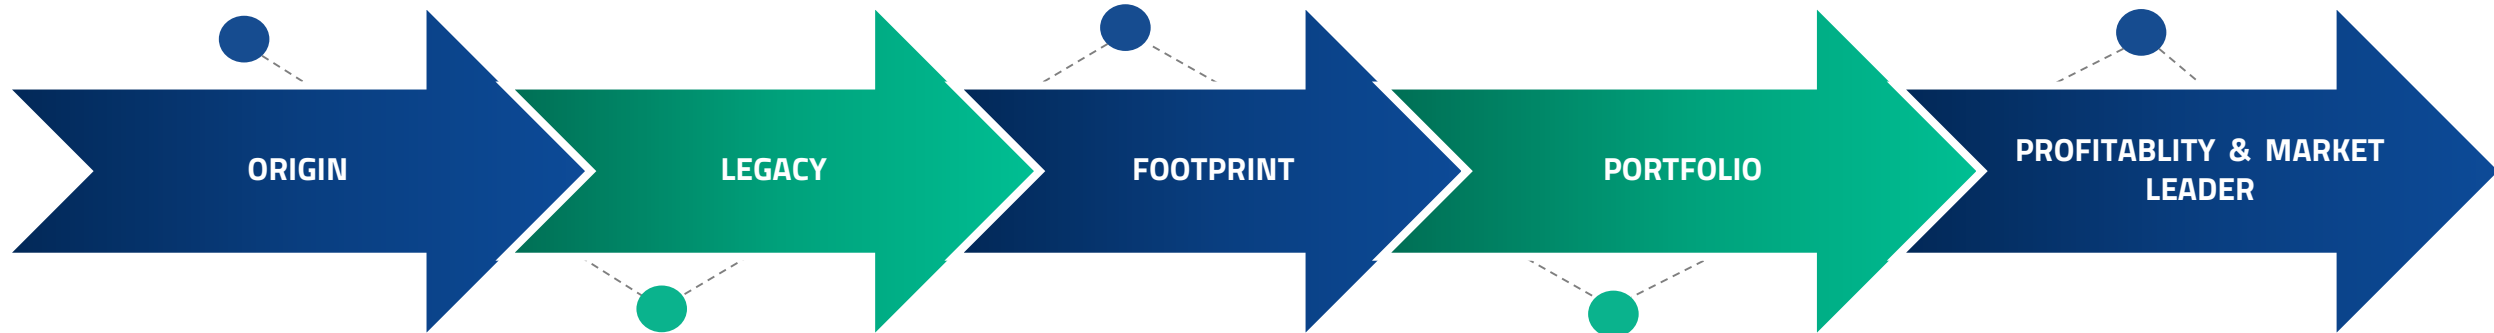 ORIGIN
LEGACY
FOOTPRINT
PORTFOLIO
PROFITABLITY & MARKET
LEADER